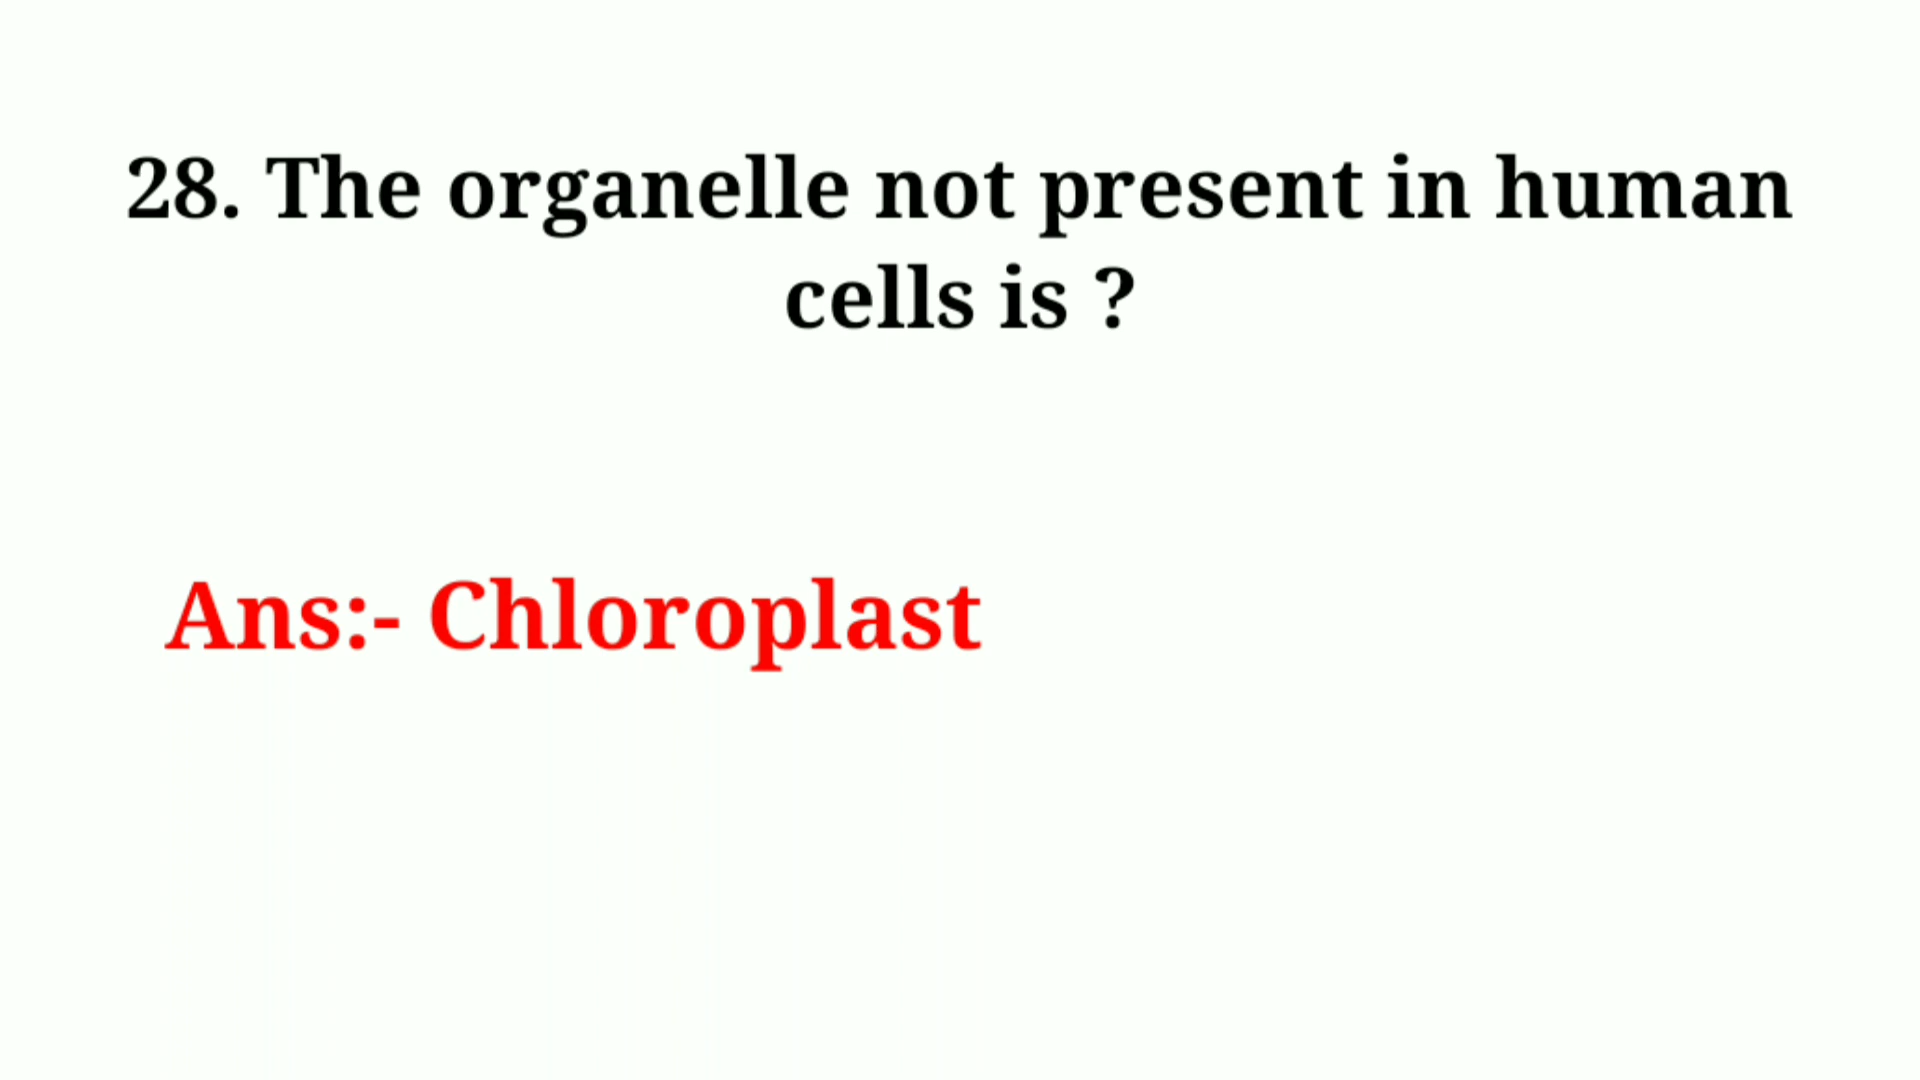 28. The organelle not present in human
cells is ?
Ans:- Chloroplast